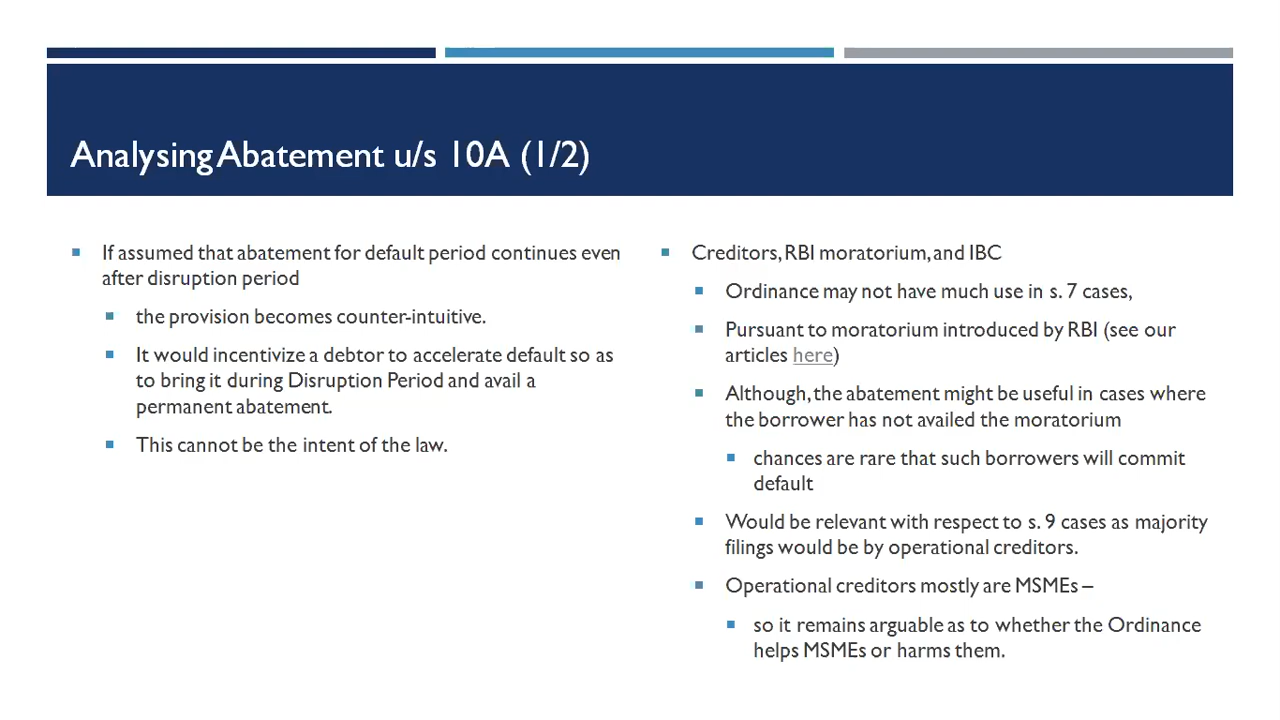 Analysing Abatement u/s 10A (1/2)
If assumed that abatement for default period continues even
after disruption period
the provision becomes counter-intuitive.
It would incentivize a debtor to accelerate default so as
to bring it during Disruption Period and avail a
permanent abatement.
This cannot be the intent of the law.
Creditors, RBI moratorium, and IBC
Ordinance may not have much use in s. 7 cases,
Pursuant to moratorium introduced by RBI (see our
articles here)
Although, the abatement might be useful in cases where
the borrower has not availed the moratorium
chances are rare that such borrowers will commit
default
Would be relevant with respect to s. 9 cases as majority
filings would be by operational creditors.
Operational creditors mostly are MSMEs –
so it remains arguable as to whether the Ordinance
helps MSMEs or harms them.